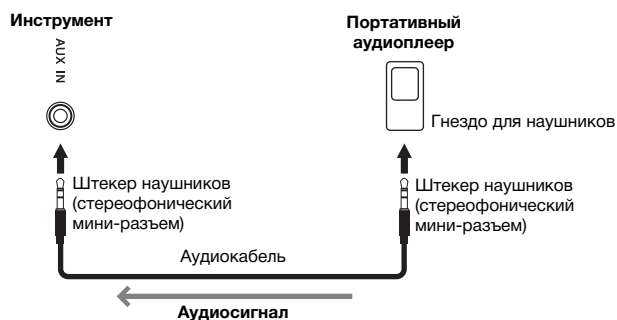 Инструмент
AUX IN
Портативный
аудиоплеер
Гнездо для наушников
Штекер наушников
(стереофонический
мини-разъем)
Штекер наушников
(стереофонический
мини-разъем)
Аудиокабель
Аудиосигнал